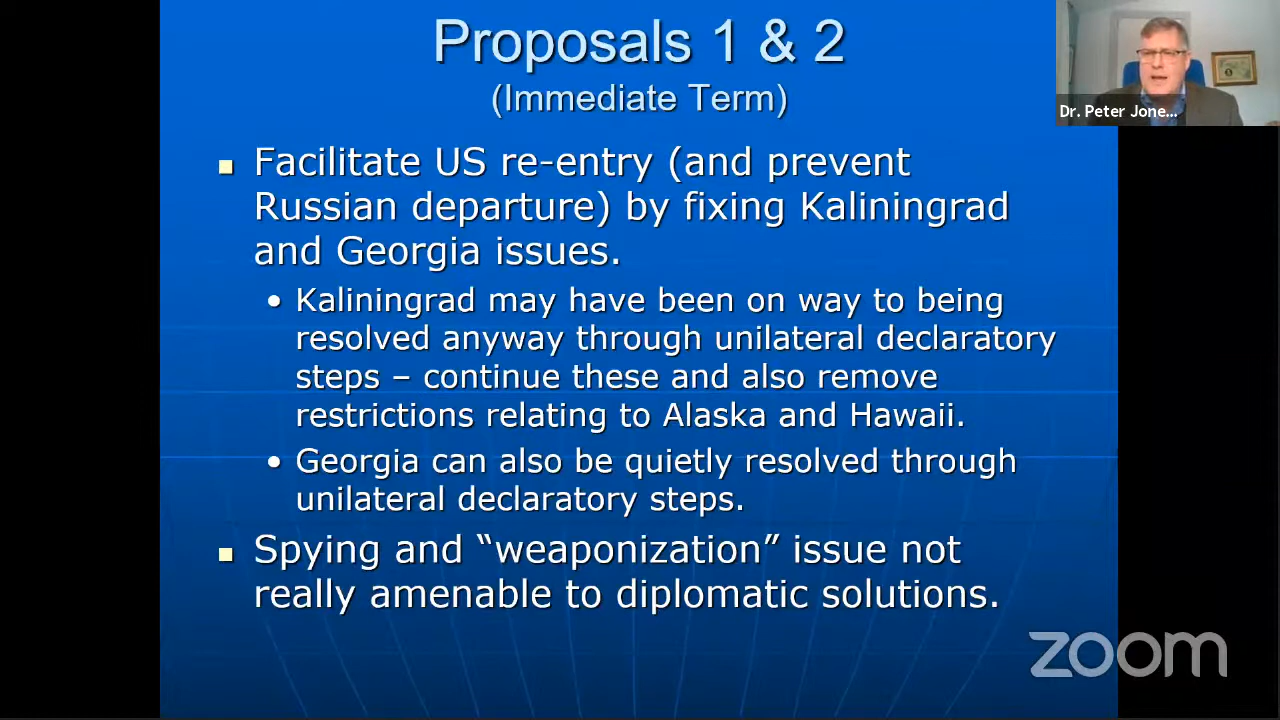 Proposals 1 & 2
(Immediate Term)
Dr. Peter Jone...
■ Facilitate US re-entry (and prevent
Russian departure) by fixing Kaliningrad
and Georgia issues.
• Kaliningrad may have been on way to being
resolved anyway through unilateral declaratory
steps – continue these and also remove
restrictions relating to Alaska and Hawaii.
• Georgia can also be quietly resolved through
unilateral declaratory steps.
■ Spying and “weaponization” issue not
really amenable to diplomatic solutions.
zoom